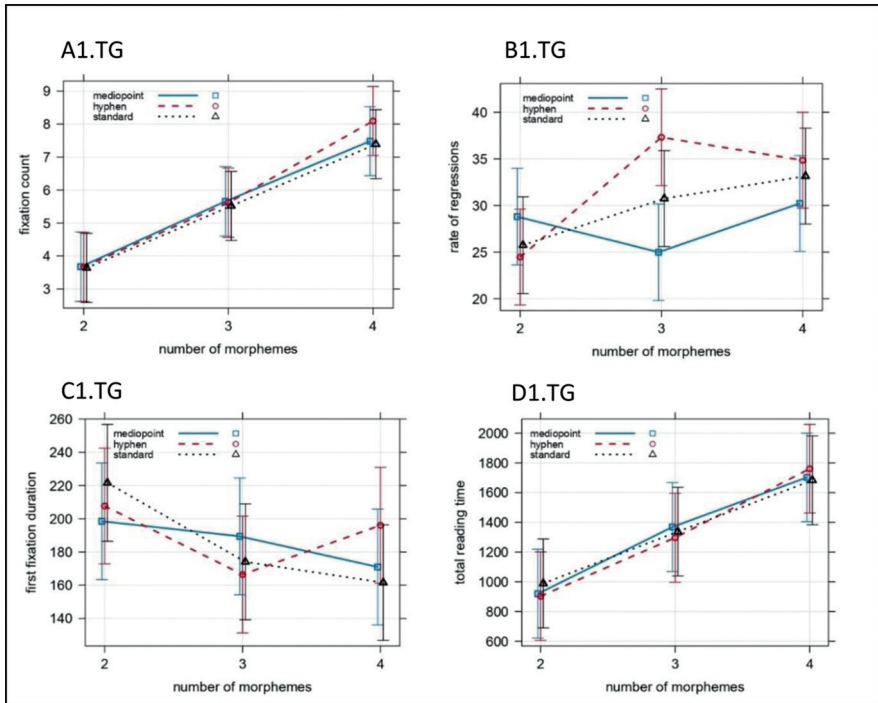 A1.TG
fixation count
9
8
7
6
5
4
3
mediopoint
hyphen
standard
2 3 4
number of morphemes
B1.TG
rate of regressions
40
35
30
25
20
mediopoint
hyphen
standard
2 3 4
number of morphemes
C1.TG
first fixation duration
260
240
220
200
180
160
140
mediopoint
hyphen
standard
2 3 4
number of morphemes
D1.TG
total reading time
2000
1800
1600
1400
1200
1000
800
600
mediopoint
hyphen
standard
2 3 4
number of morphemes